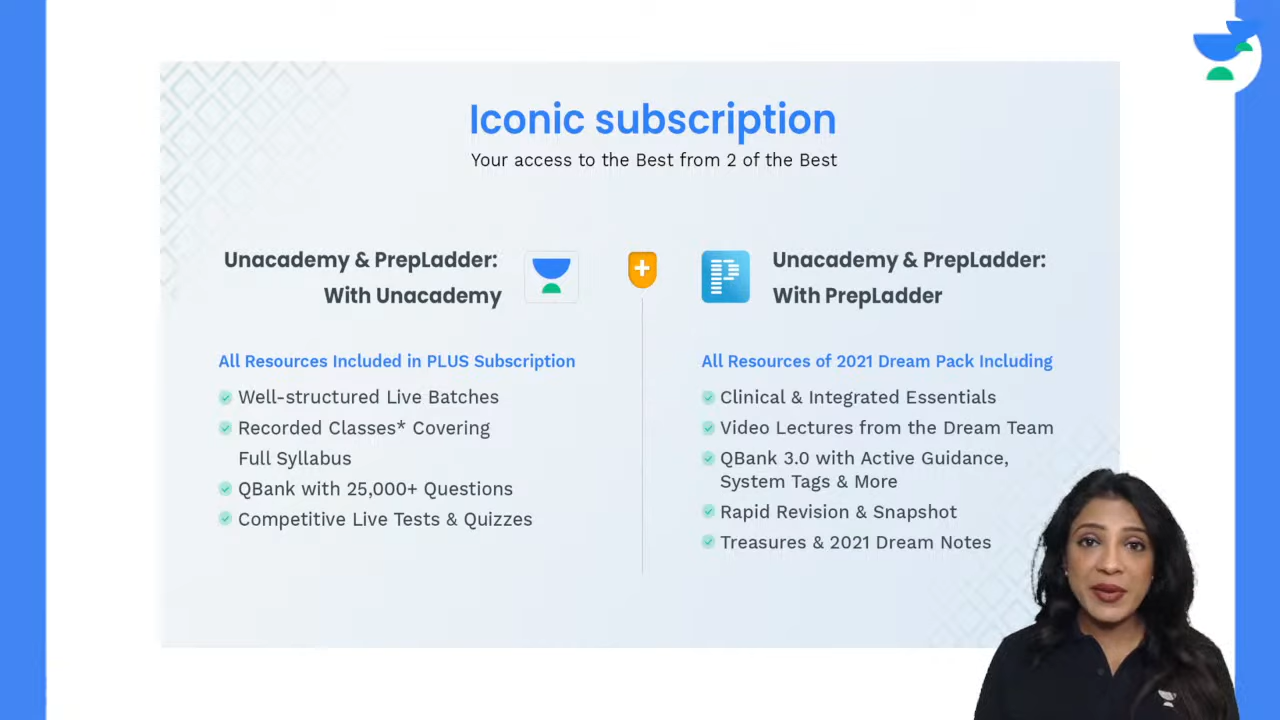 Iconic subscription
Your access to the Best from 2 of the Best
Unacademy & PrepLadder:
With Unacademy
All Resources Included in PLUS Subscription
Well-structured Live Batches
Recorded Classes* Covering
Full Syllabus
QBank with 25,000+ Questions
Competitive Live Tests & Quizzes
Unacademy & PrepLadder:
With PrepLadder
All Resources of 2021 Dream Pack Including
Clinical & Integrated Essentials
Video Lectures from the Dream Team
QBank 3.0 with Active Guidance,
System Tags & More
Rapid Revision & Snapshot
Treasures & 2021 Dream Notes